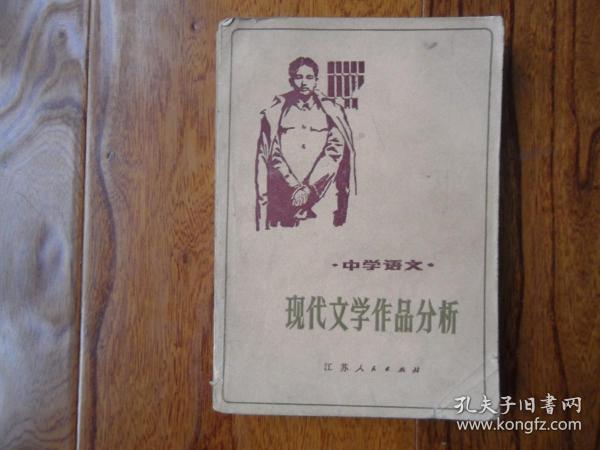 ·中学语文·
现代文学作品分析
江苏人民出版社
孔夫子旧書网
www.kongfz.com